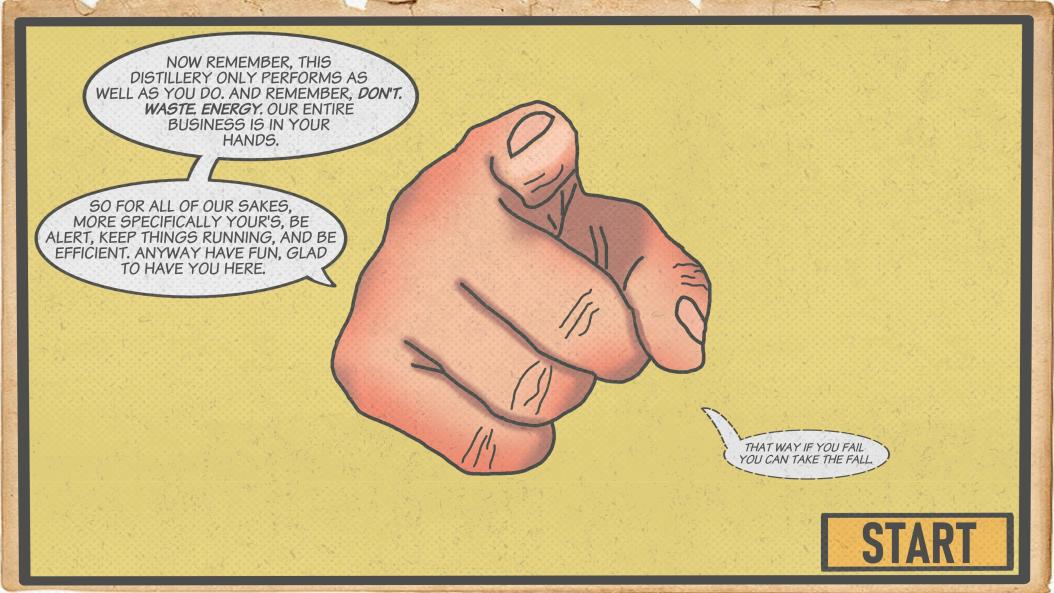 NOW REMEMBER, THIS
DISTILLERY ONLY PERFORMS AS
WELL AS YOU DO. AND REMEMBER, DON'T.
WASTE. ENERGY. OUR ENTIRE
BUSINESS IS IN YOUR
HANDS.
SO FOR ALL OF OUR SAKES,
MORE SPECIFICALLY YOUR'S, BE
ALERT, KEEP THINGS RUNNING, AND BE
EFFICIENT. ANYWAY HAVE FUN, GLAD
TO HAVE YOU HERE.
THAT WAY IF YOU FAIL
YOU CAN TAKE THE FALL.
START